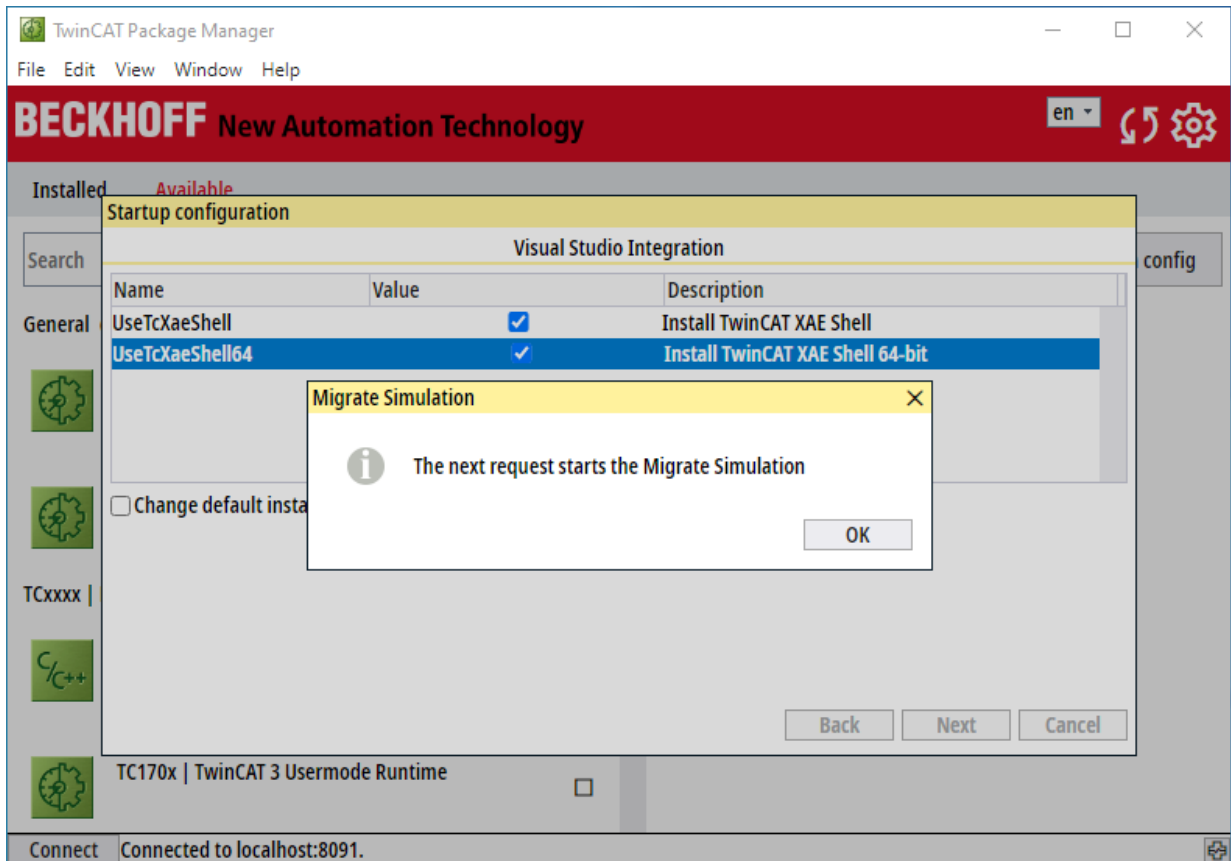 TwinCAT Package Manager
File Edit View Window Help
BECKHOFF New Automation Technology
en
Installed Available
Startup configuration
Visual Studio Integration
Search
config
Name Value Description
General
UseTcXaeShell Install TwinCAT XAE Shell
UseTcXaeShell64 Install TwinCAT XAE Shell 64-bit
Migrate Simulation
The next request starts the Migrate Simulation
Change default insta
OK
TCxxxx |
C/C++
Back Next Cancel
TC170x | TwinCAT 3 Usermode Runtime
Connect Connected to localhost:8091.